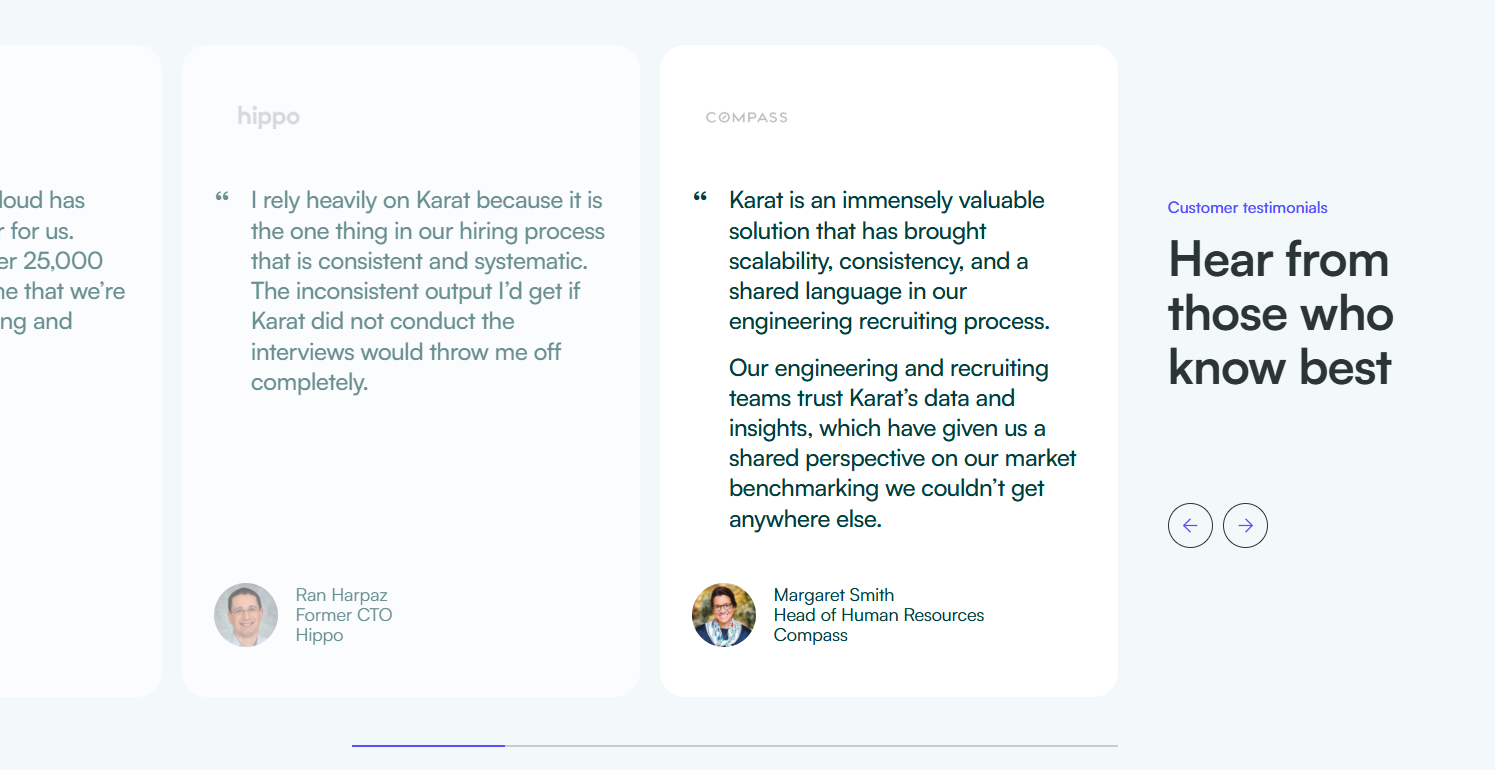 loud has
for us.
er 25,000
that we're
and
hippo
“ I rely heavily on Karat because it is
the one thing in our hiring process
that is consistent and systematic.
The inconsistent output I’d get if
Karat did not conduct the
interviews would throw me off
completely.
Ran Harpaz
Former CTO
Hippo
COMPASS
“ Karat is an immensely valuable
solution that has brought
scalability, consistency, and a
shared language in our
engineering recruiting process.
Our engineering and recruiting
teams trust Karat’s data and
insights, which have given us a
shared perspective on our market
benchmarking we couldn’t get
anywhere else.
Margaret Smith
Head of Human Resources
Compass
Customer testimonials
Hear from
those who
know best